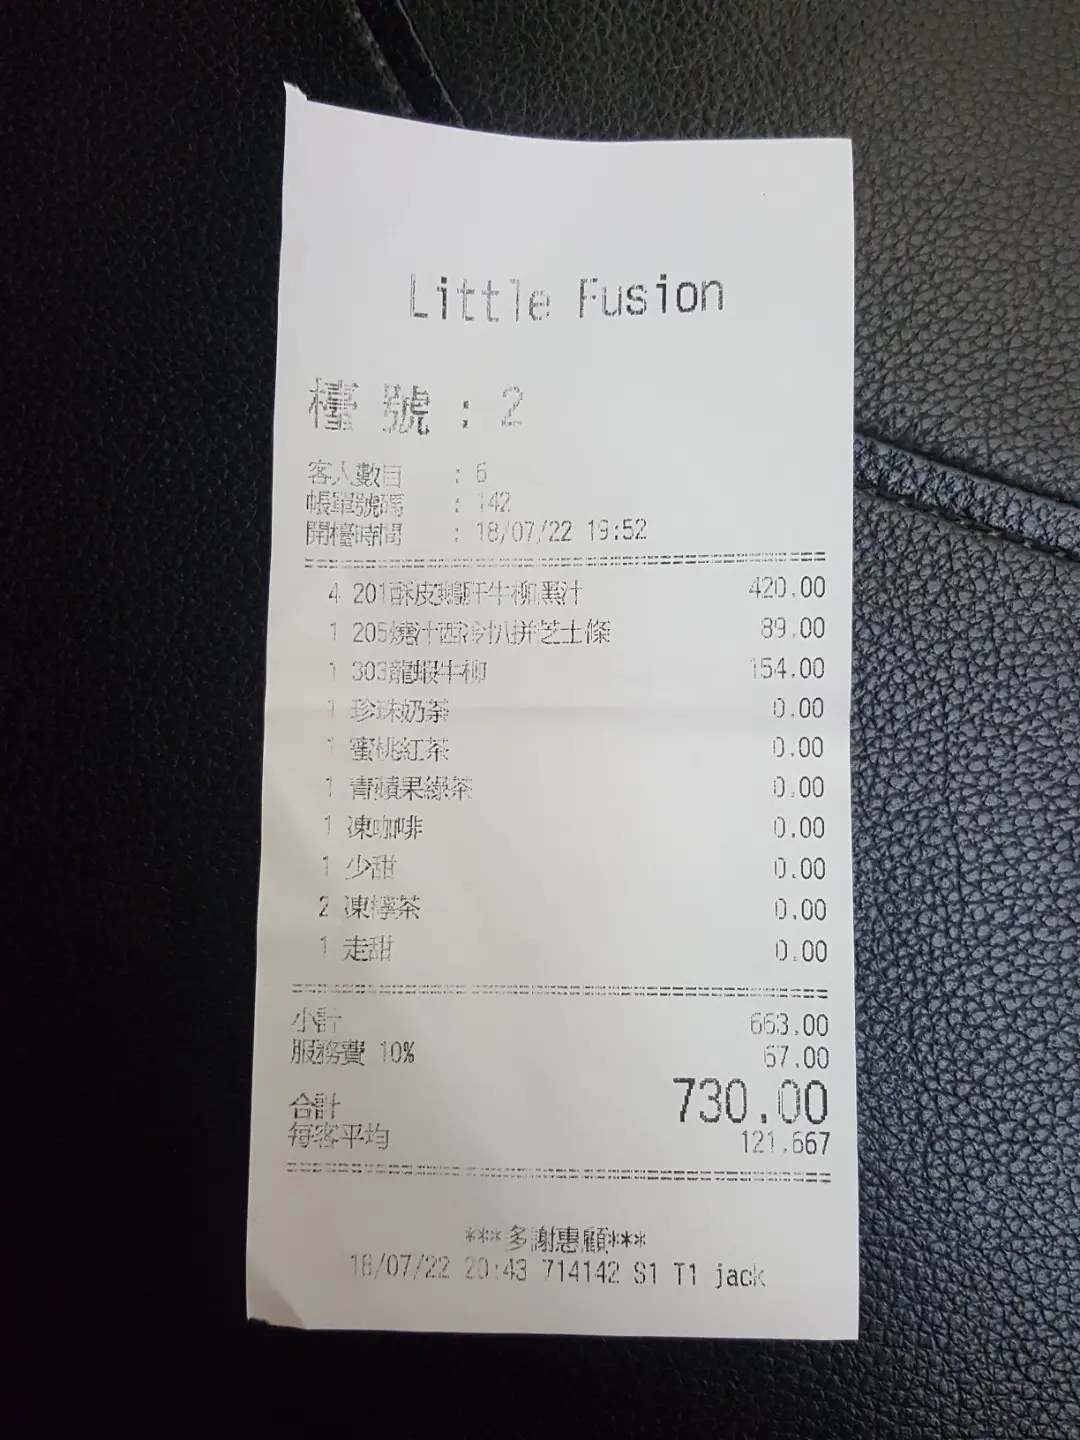 Little Fusion
檯號 : 2
客人數目 : 6
帳單號碼 : 142
開檯時間 : 18/07/22 19:52
4 201酥皮鵝肝牛柳黑汁 420.00
1 205燒汁西冷扒拼芝士條 89.00
1 303龍蝦牛柳 154.00
1 珍珠奶茶 0.00
1 蜜桃紅茶 0.00
1 青蘋果綠茶 0.00
1 凍咖啡 0.00
1 少甜 0.00
2 凍檸茶 0.00
1 走甜 0.00
小計 663.00
服務費 10% 67.00
合計 730.00
每客平均 121.667
***多謝惠顧***
18/07/22 20:43 714142 S1 T1 jack